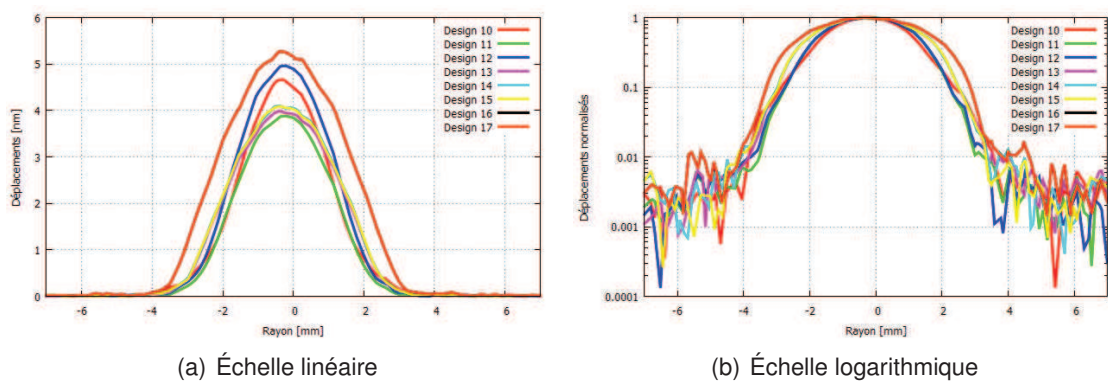 6
5
4
3
2
1
0
Déplacements [nm]
-6
-4
-2
0
2
4
6
Rayon [mm]
Design 10
Design 11
Design 12
Design 13
Design 14
Design 15
Design 16
Design 17
(a) Échelle linéaire
1
0.1
0.01
0.001
0.0001
Déplacements normalisés
-6
-4
-2
0
2
4
6
Rayon [mm]
Design 10
Design 11
Design 12
Design 13
Design 14
Design 15
Design 16
Design 17
(b) Échelle logarithmique